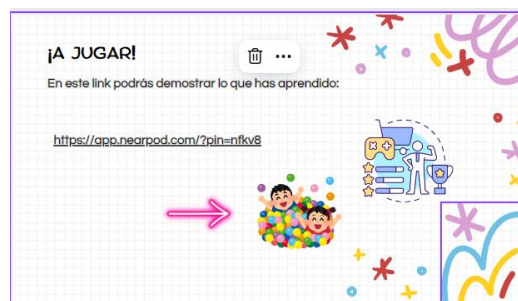 ¡A JUGAR!
En este link podrás demostrar lo que has aprendido:
https://app.nearpod.com/?pin=nfkv8